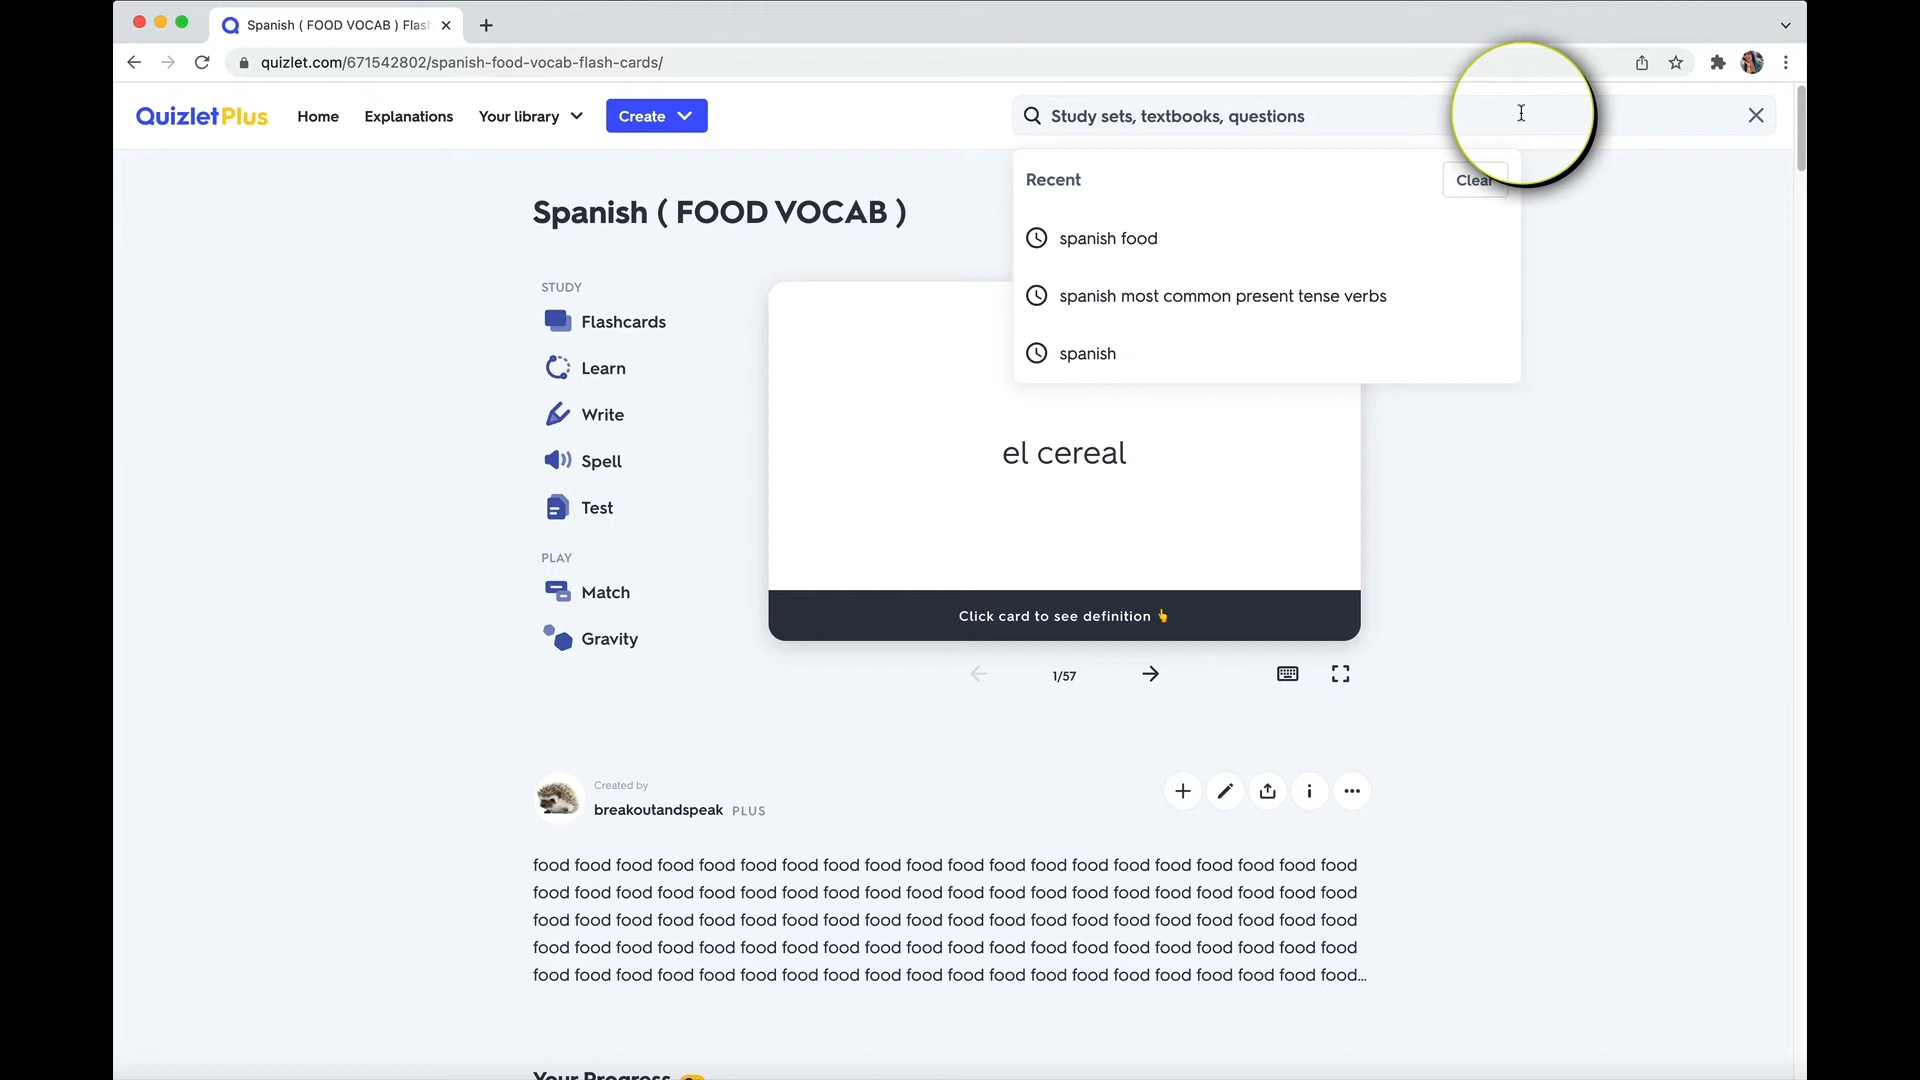 Spanish ( FOOD VOCAB ) Flas
quizlet.com/671542802/spanish-food-vocab-flash-cards/
QuizletPlus
Home
Explanations
Your library
Create
Study sets, textbooks, questions
Recent
Clear
spanish food
spanish most common present tense verbs
spanish
Spanish ( FOOD VOCAB )
STUDY
Flashcards
Learn
Write
Spell
Test
PLAY
Match
Gravity
el cereal
Click card to see definition 👆
1/57
Created by
breakoutandspeak PLUS
food food food food food food food food food food food food food food food food food food food food
food food food food food food food food food food food food food food food food food food food food
food food food food food food food food food food food food food food food food food food food food
food food food food food food food food food food food food food food food food food food food food
food food food food food food food food food food food food food food food food food food food food...
Your Progress